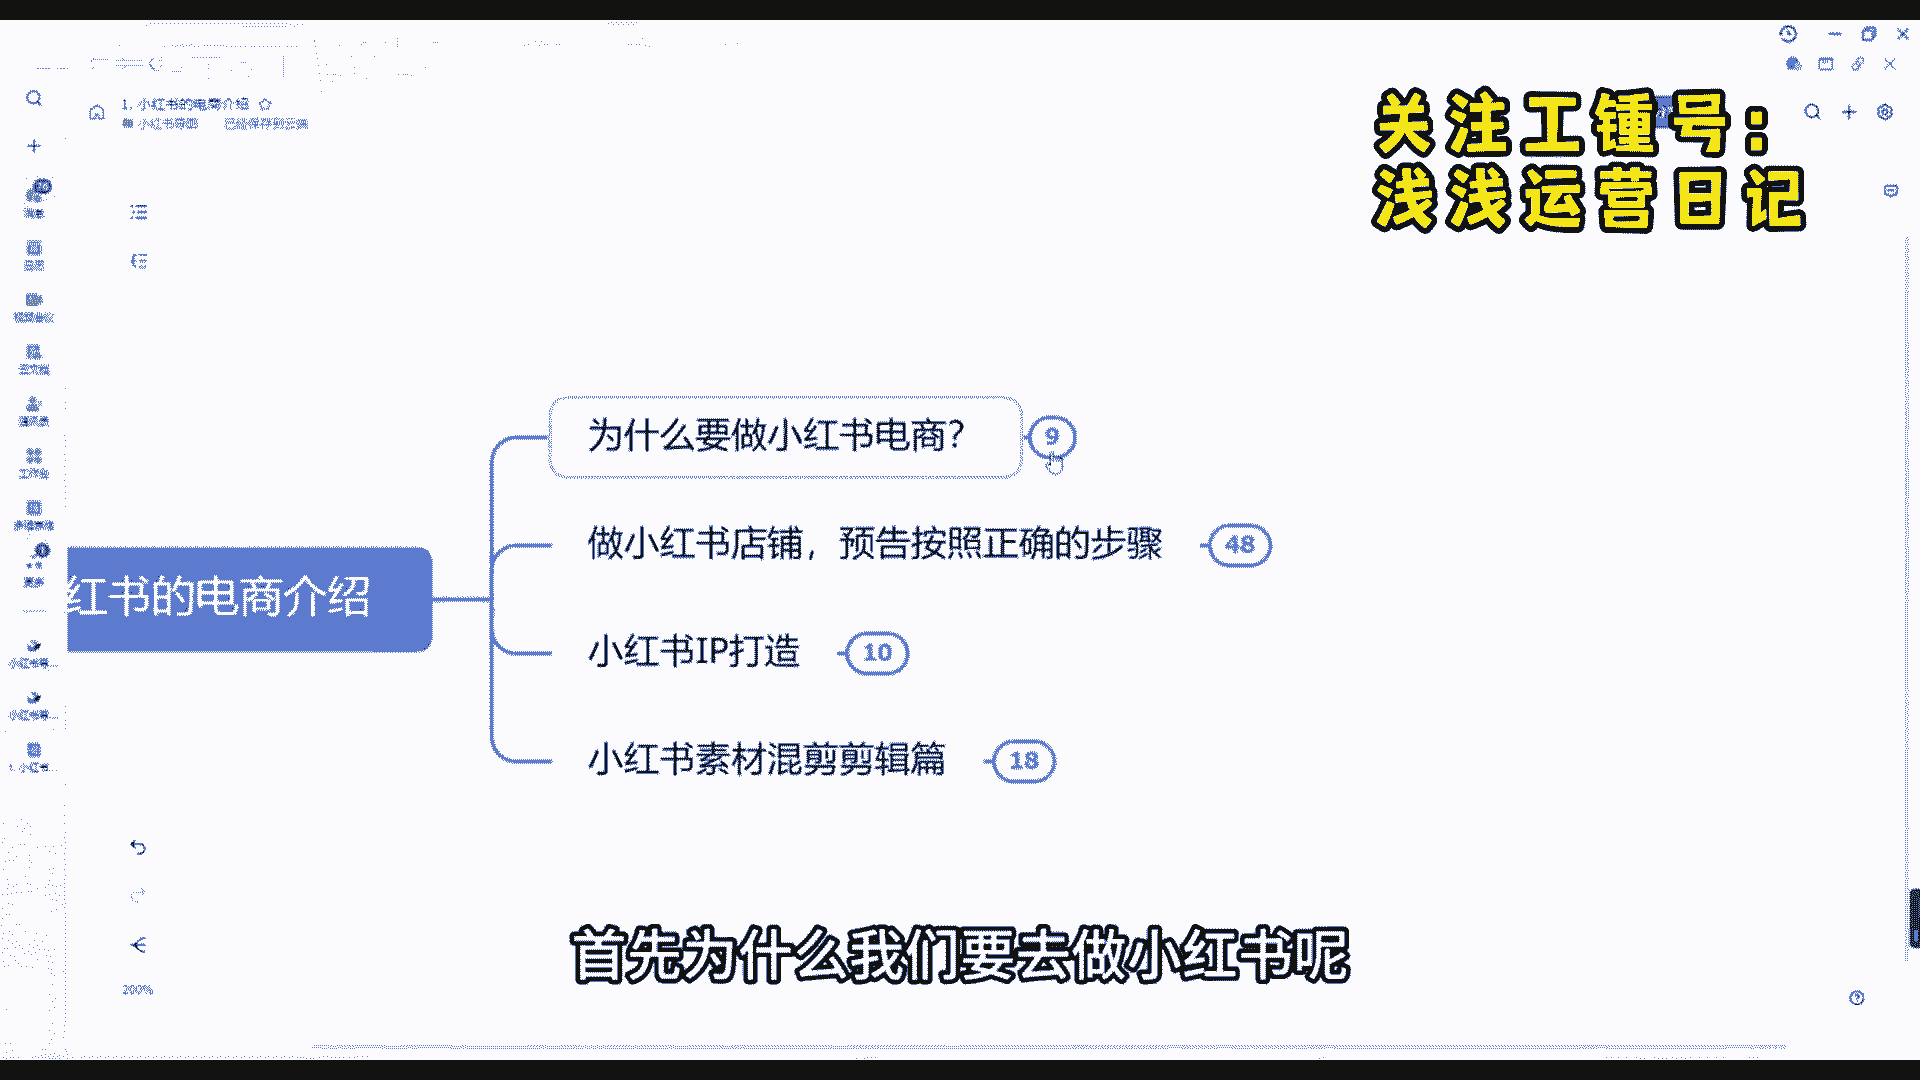 1. 小红书的电商介绍
小红书导图 已经保存到云端
关注工锺号：
浅浅运营日记
为什么要做小红书电商？ 9
做小红书店铺，预告按照正确的步骤 48
红书的电商介绍
小红书IP打造 10
小红书素材混剪剪辑篇 18
首先为什么我们要去做小红书呢
200%